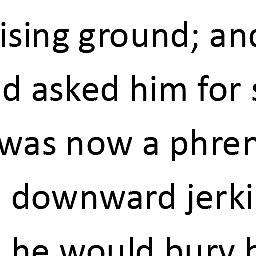 ising ground; and
d asked him for s
was now a phren
downward jerki
he would bury h